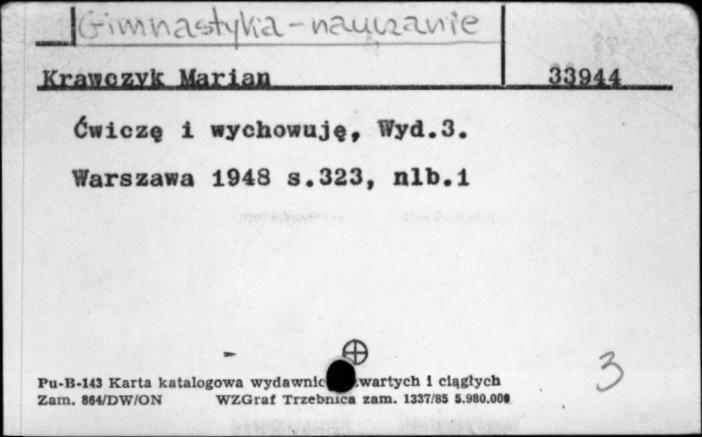 Gimnastyka - nauczanie
Krawczyk Marian 33944
Ćwiczę i wychowuję, Wyd.3.
Warszawa 1948 s.323, nlb.1
3
Pu-B-143 Karta katalogowa wydawnic wartych i ciągłych
Zam. 864/DW/ON WZGraf Trzebnica zam. 1337/85 5.980.000